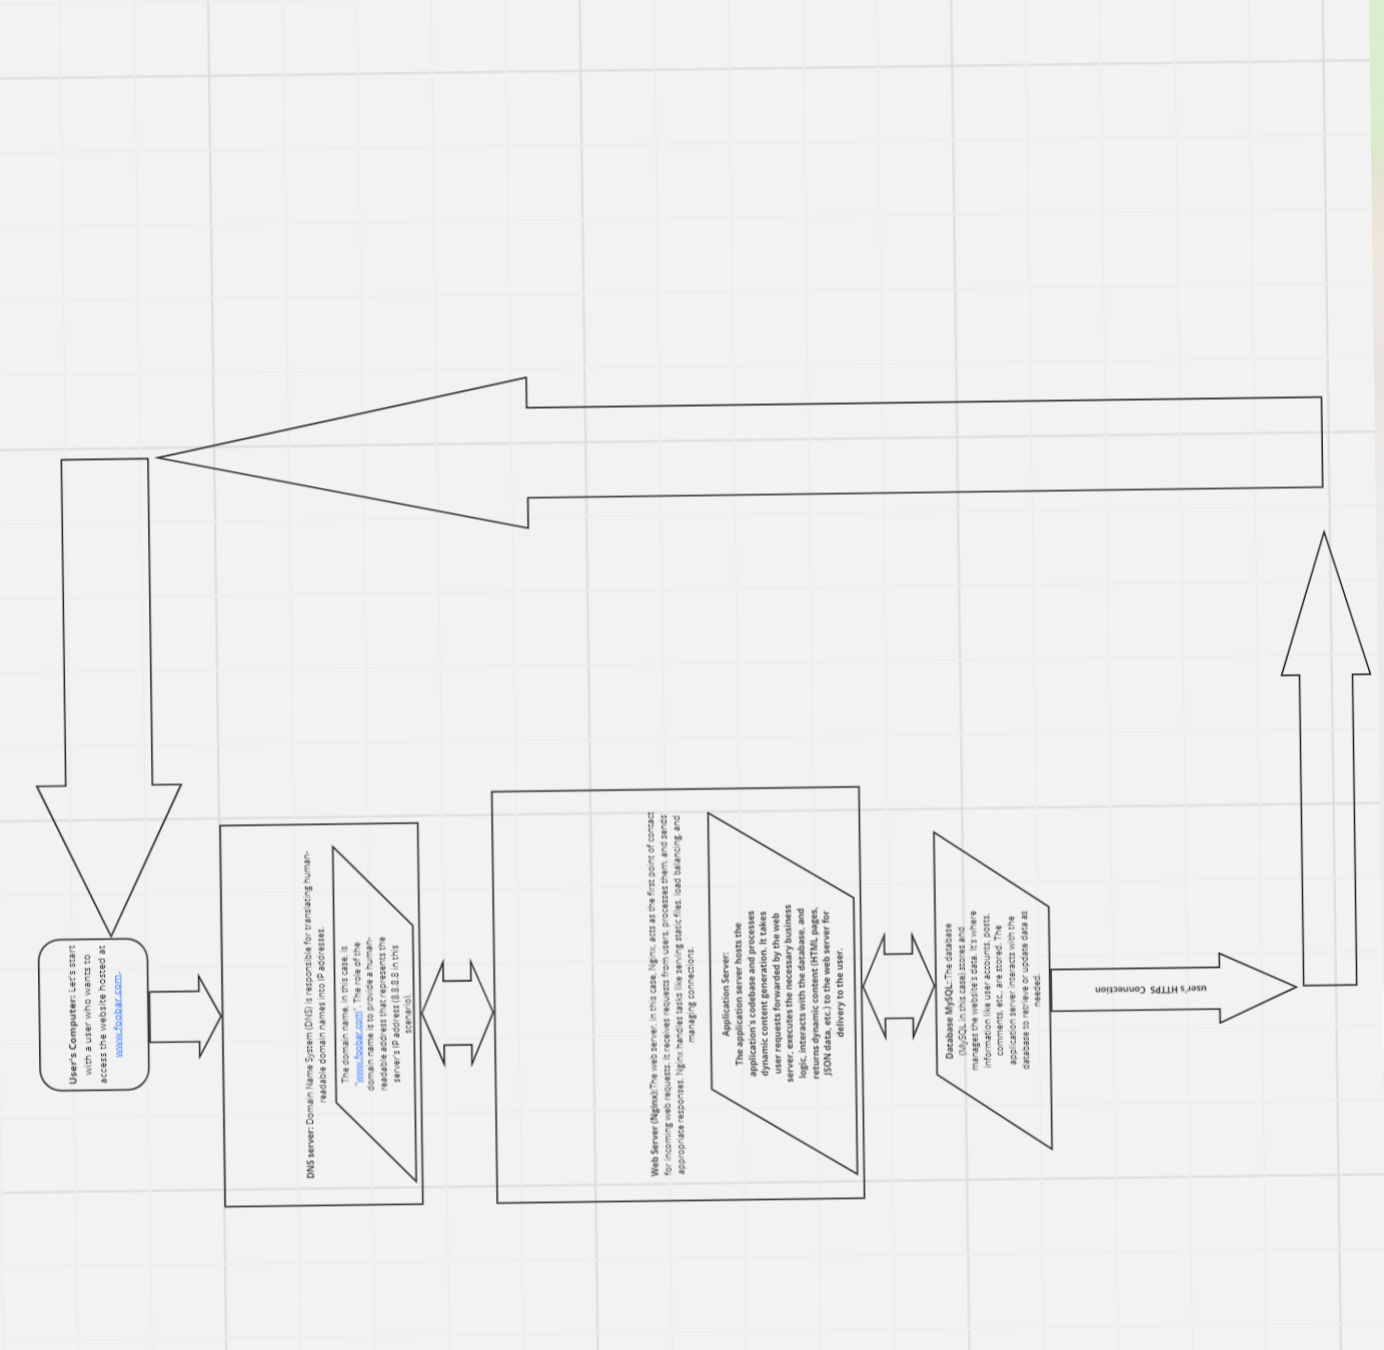 User's Computer: Let's start
with a user who wants to
access the website hosted at
www.foobar.com.
DNS server: Domain Name System (DNS) is responsible for translating human-
readable domain names into IP addresses.
The domain name, in this case, is
"www.foobar.com". The role of the
domain name is to provide a human-
readable address that represents the
server's IP address (8.8.8.8 in this
scenario).
Web Server (Nginx):The web server, in this case, Nginx, acts as the first point of contact
for incoming web requests. It receives requests from users, processes them, and sends
appropriate responses. Nginx handles tasks like serving static files, load balancing, and
managing connections.
Application Server:
The application server hosts the
application's codebase and processes
dynamic content generation. It takes
user requests forwarded by the web
server, executes the necessary business
logic, interacts with the database, and
returns dynamic content (HTML pages,
JSON data, etc.) to the web server for
delivery to the user.
Database MySQL::The database
(MySQL in this case) stores and
manages the website's data. It's where
information like user accounts, posts,
comments, etc., are stored. The
application server interacts with the
database to retrieve or update data as
needed.
user's HTTPS Connection